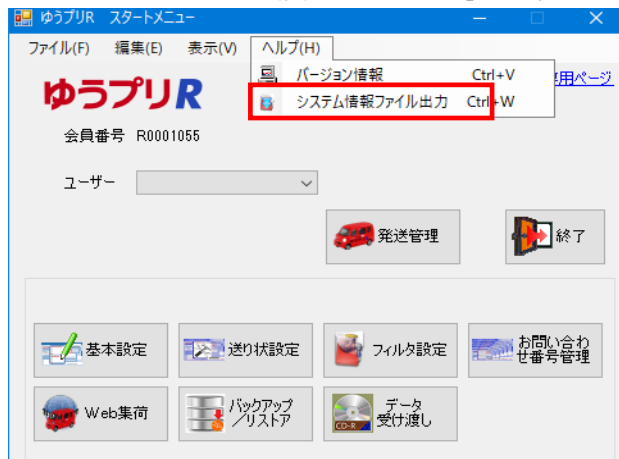 ゆうプリR スタートメニュー
ファイル(F) 編集(E) 表示(V) ヘルプ(H)
バージョン情報 Ctrl+V
用ページ
システム情報ファイル出力 Ctrl+W
ゆうプリR
会員番号 R0001055
ユーザー
発送管理
終了
基本設定
送り状設定
フィルタ設定
お問い合わ
せ番号管理
Web集荷
バックアップ
／リストア
CD-R
データ
受け渡し